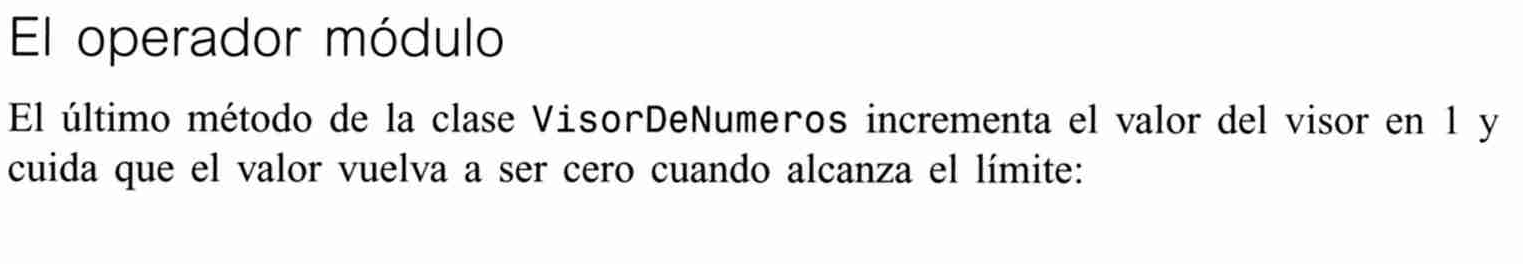 El operador módulo
El último método de la clase VisorDeNumeros incrementa el valor del visor en 1 y
cuida que el valor vuelva a ser cero cuando alcanza el límite: